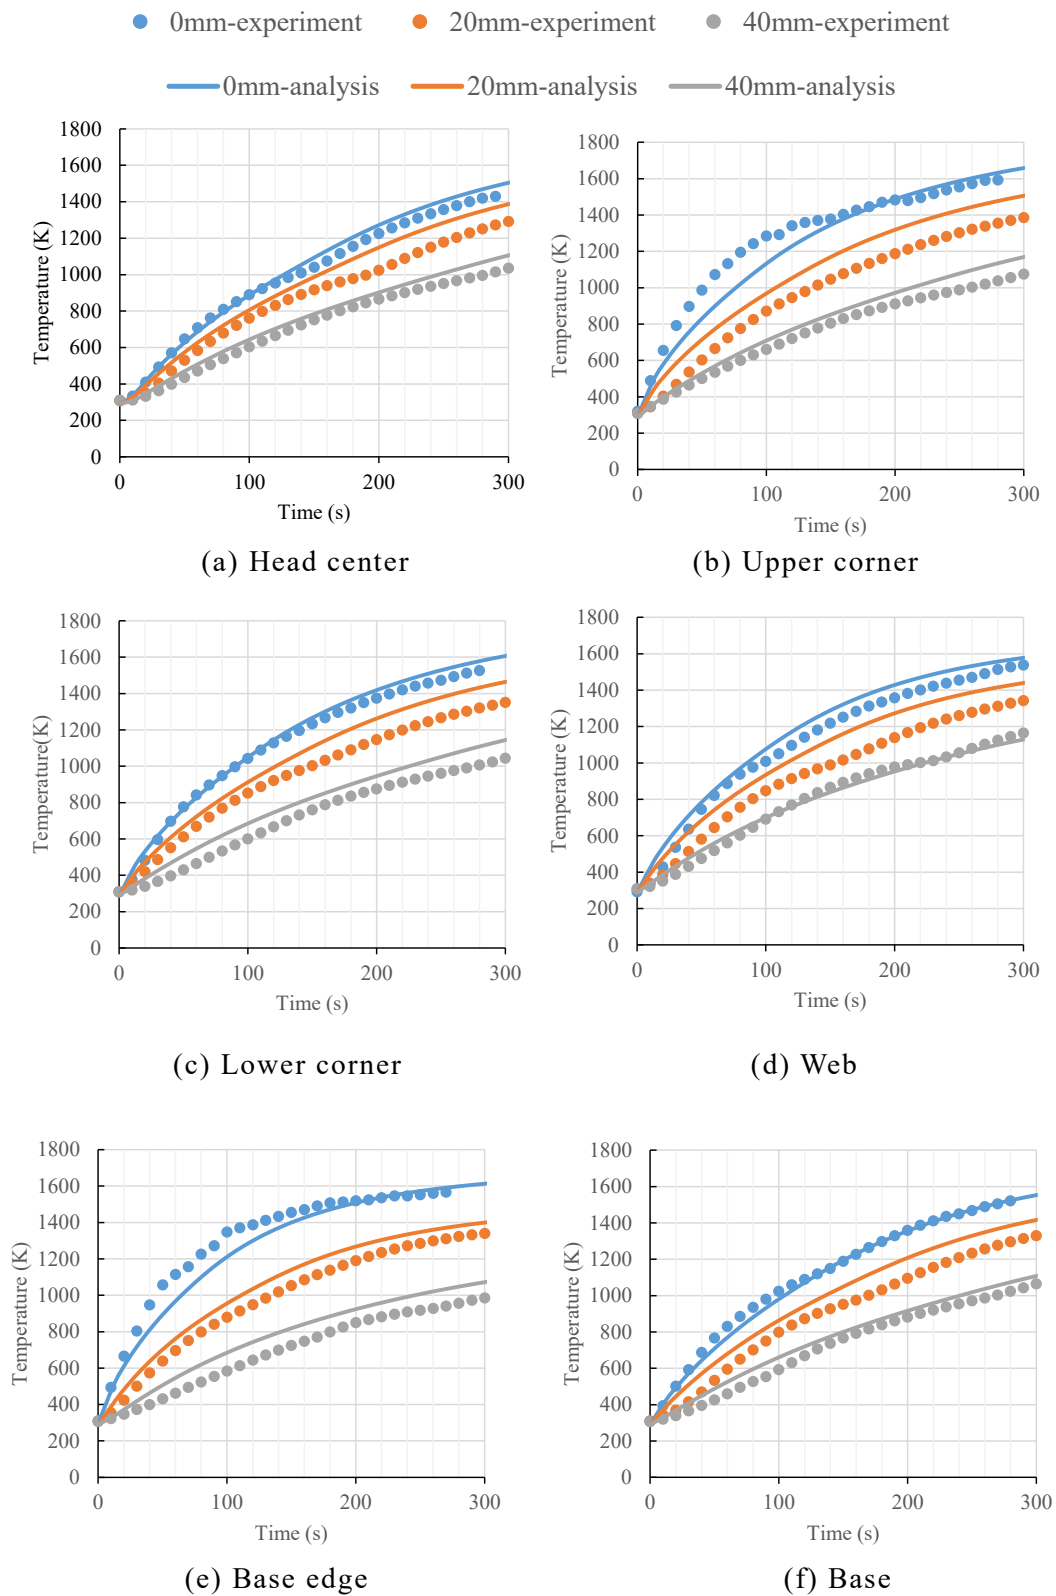 0mm-experiment 20mm-experiment 40mm-experiment
0mm-analysis 20mm-analysis 40mm-analysis
1800
1600
1400
1200
1000
800
600
400
200
0
Temperature (K)
0 100 200 300
Time (s)
(a) Head center
1800
1600
1400
1200
1000
800
600
400
200
0
Temperature (K)
0 100 200 300
Time (s)
(b) Upper corner
1800
1600
1400
1200
1000
800
600
400
200
0
Temperature(K)
0 100 200 300
Time (s)
(c) Lower corner
1800
1600
1400
1200
1000
800
600
400
200
0
Temperature (K)
0 100 200 300
Time (s)
(d) Web
1800
1600
1400
1200
1000
800
600
400
200
0
Temperature (K)
0 100 200 300
Time (s)
(e) Base edge
1800
1600
1400
1200
1000
800
600
400
200
0
Temperature (K)
0 100 200 300
Time (s)
(f) Base